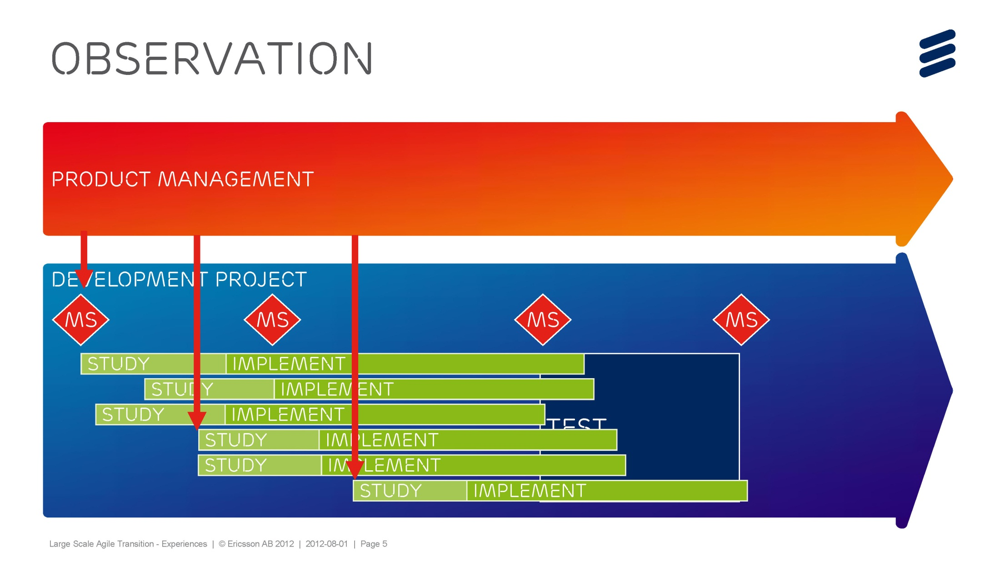 OBSERVATION
PRODUCT MANAGEMENT
DEVELOPMENT PROJECT
MS MS MS MS
STUDY IMPLEMENT
STUDY IMPLEMENT
STUDY IMPLEMENT
TEST
STUDY IMPLEMENT
STUDY IMPLEMENT
STUDY IMPLEMENT
Large Scale Agile Transition - Experiences | © Ericsson AB 2012 | 2012-08-01 | Page 5